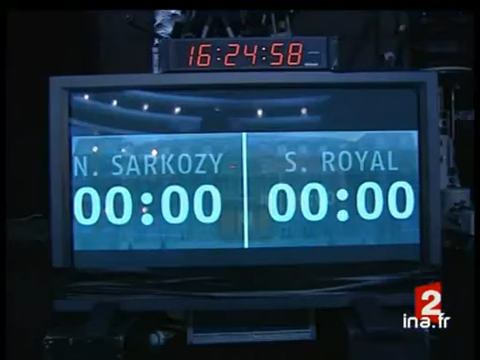 16:24:58
N. SARKOZY
S. ROYAL
00:00
00:00
2
ina.fr